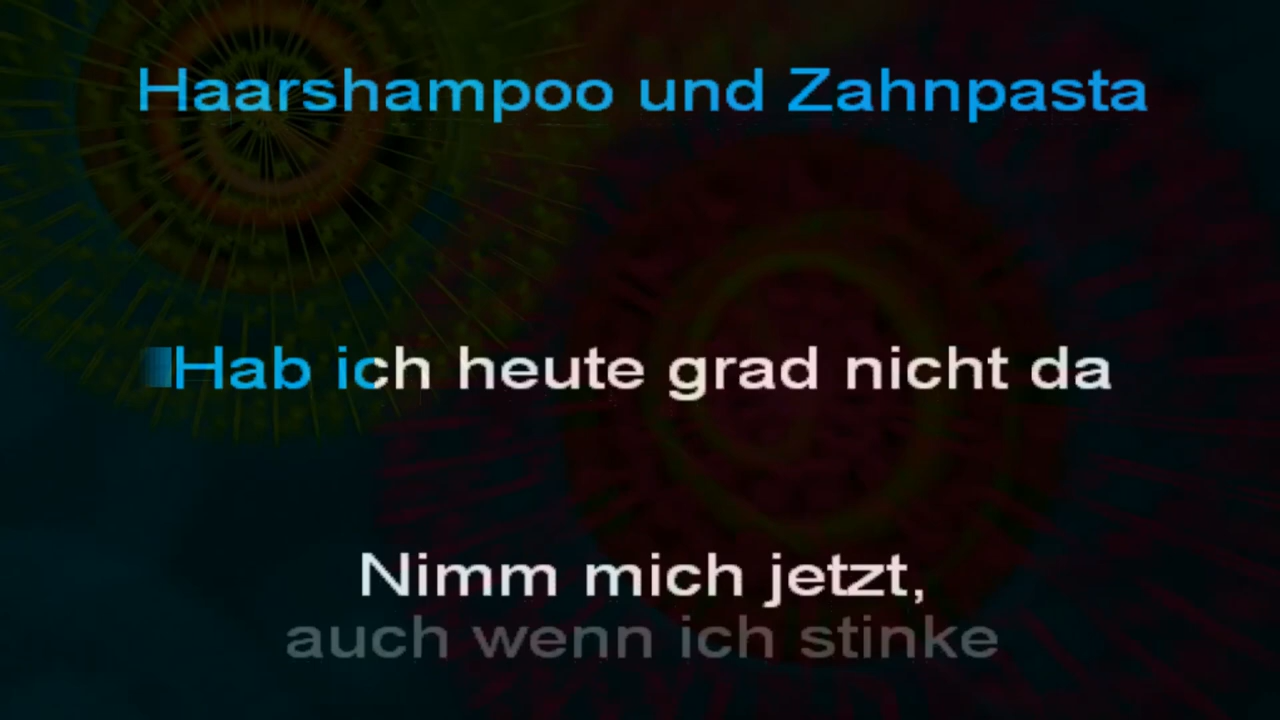 Haarshampoo und Zahnpasta
Hab ich heute grad nicht da
Nimm mich jetzt,
auch wenn ich stinke